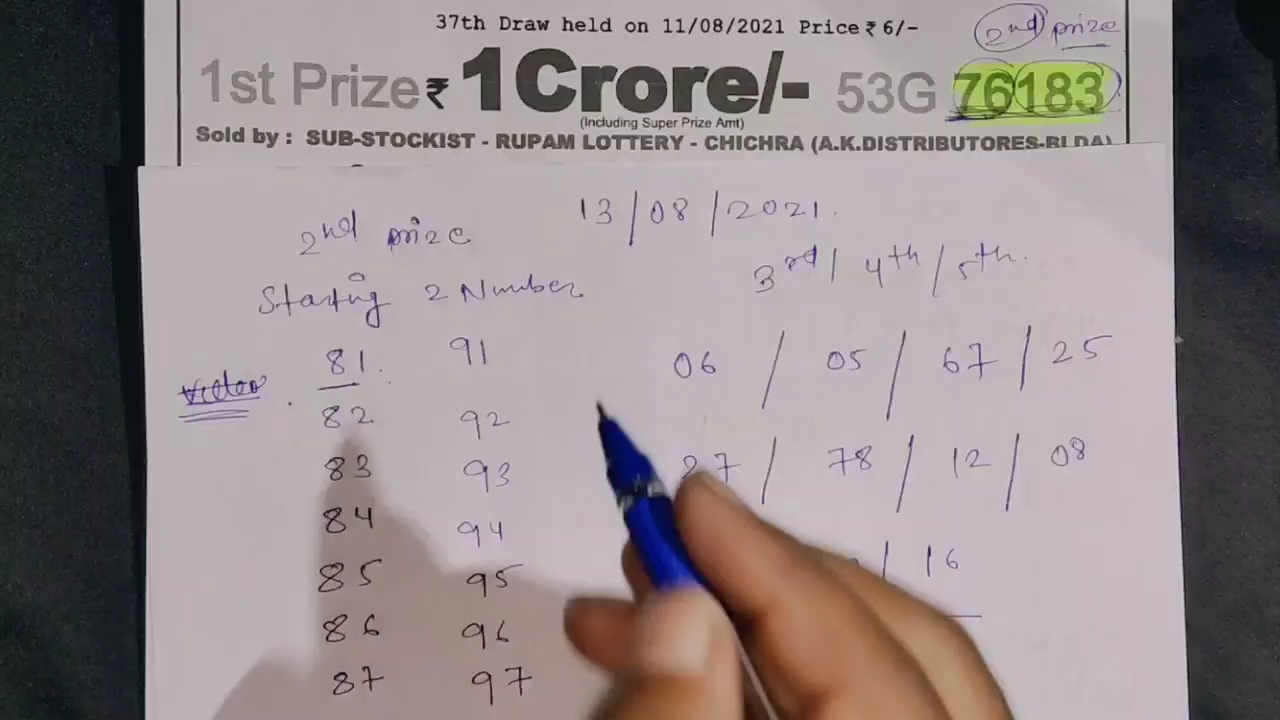 37th Draw held on 11/08/2021 Price ₹ 6/-
2nd prize
1st Prize ₹ 1Crore/- 53G 76183
(Including Super Prize Amt)
Sold by : SUB-STOCKIST - RUPAM LOTTERY - CHICHRA (A.K.DISTRIBUTORES-BLDA)
13/08/2021.
2nd prize
3rd/ 4th/ 5th.
Starting 2 Number
81. 91
06 / 05 / 67 / 25
82 92
83 93
87 / 78 / 12 / 08
84 94
/ 16
85 95
86 96
87 97